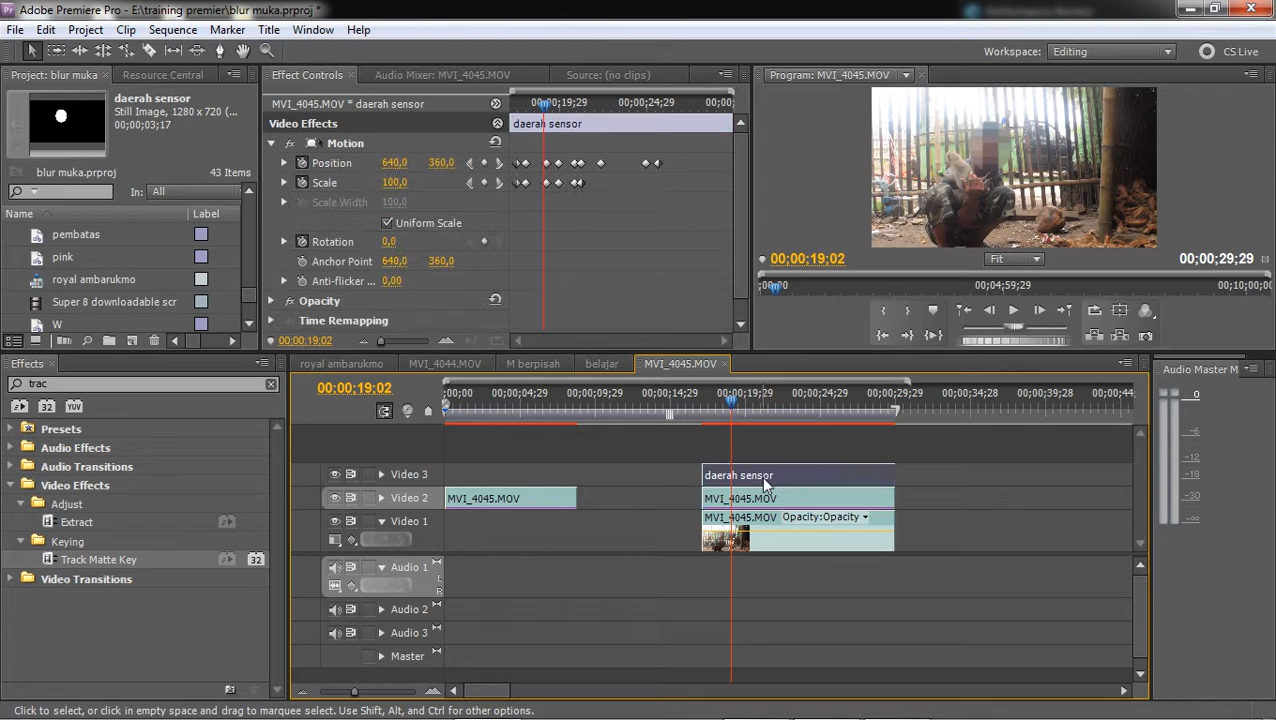 Adobe Premiere Pro - E:\training premier\blur muka.prproj *
File Edit Project Clip Sequence Marker Title Window Help
Workspace: Editing CS Live
Project: blur muka Resource Central
daerah sensor
Still Image, 1280 x 720 (...
00;00;03;17
blur muka.prproj 43 Items
In: All
Name Label
pembatas
pink
royal ambarukmo
Super 8 downloadable scr
W
Effect Controls Audio Mixer: MVI_4045.MOV Source: (no clips)
MVI_4045.MOV * daerah sensor 00;00;19;29 00;00;24;29 00;00;
Video Effects daerah sensor
Motion
Position 640,0 360,0
Scale 100,0
Scale Width 100,0
Uniform Scale
Rotation 0,0
Anchor Point 640,0 360,0
Anti-flicker ... 0,00
Opacity
Time Remapping
00;00;19;02
Program: MVI_4045.MOV
00;00;19;02 Fit 00;00;29;29
;00;00 00;04;59;29 00;10;00;
Effects
trac
Presets
Audio Effects
Audio Transitions
Video Effects
Adjust
Extract
Keying
Track Matte Key
Video Transitions
32 YUV
32
royal ambarukmo MVI_4044.MOV M berpisah belajar MVI_4045.MOV
00;00;19;02
;00;00 00;00;04;29 00;00;09;29 00;00;14;29 00;00;19;29 00;00;24;29 00;00;29;29 00;00;34;28 00;00;39;28 00;00;44;
Video 3 daerah sensor
Video 2 MVI_4045.MOV MVI_4045.MOV
Video 1 MVI_4045.MOV Opacity:Opacity
Audio 1 L
R
Audio 2
Audio 3
Master
Audio Master M
0
-6
-12
-18
-30
Click to select, or click in empty space and drag to marquee select. Use Shift, Alt, and Ctrl for other options.